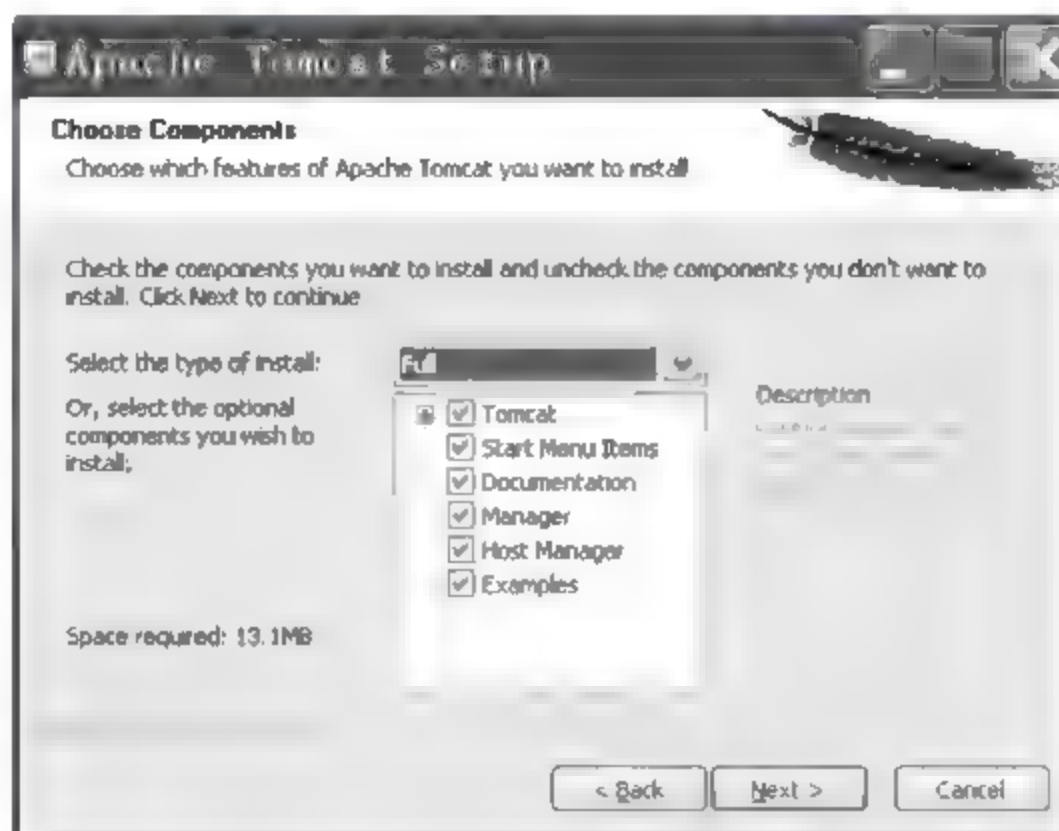 Apache Tomcat Setup
Choose Components
Choose which features of Apache Tomcat you want to install
Check the components you want to install and uncheck the components you don't want to
install. Click Next to continue
Select the type of install:
Full
Or, select the optional
components you wish to
install:
Tomcat
Start Menu Items
Documentation
Manager
Host Manager
Examples
Description
Space required: 13.1MB
< Back
Next >
Cancel